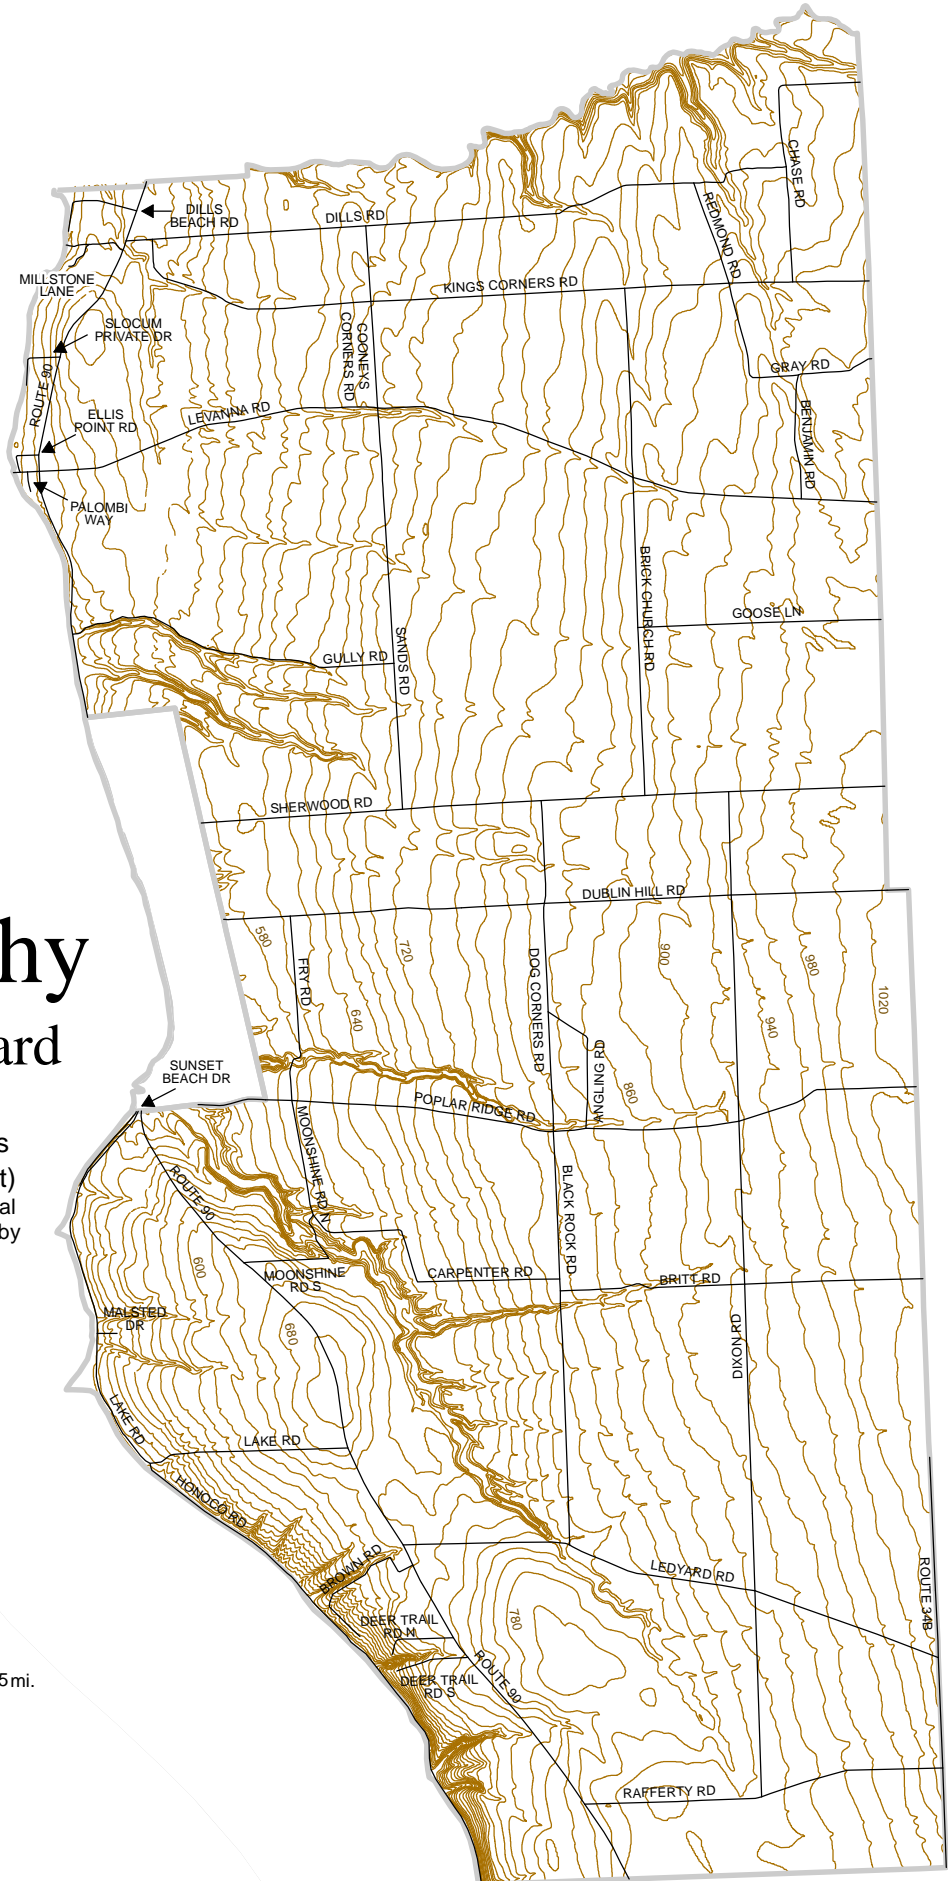 DILLS
BEACH RD
DILLS RD
CHASE RD
REDMOND RD
MILLSTONE
LANE
KINGS CORNERS RD
SLOCUM
PRIVATE DR
COONEYS
CORNERS RD
GRAY RD
ROUTE 90
ELLIS
POINT RD
LEVANNA RD
BENJAMIN RD
PALOMBI
WAY
BRICK CHURCH RD
GOOSE LN
SANDS RD
GULLY RD
SHERWOOD RD
DUBLIN HILL RD
hy
580
720
900
980
FRY RD
DOG CORNERS RD
1020
640
940
ard
ANGLING RD
SUNSET
BEACH DR
860
POPLAR RIDGE RD
MOONSHINE RD N
s
t)
al
by
ROUTE 90
BLACK ROCK RD
600
MOONSHINE
RD S
CARPENTER RD
BRITT RD
MALSTED
DR
680
DIXON RD
LAKE RD
LAKE RD
HONOCO RD
BROWN RD
LEDYARD RD
ROUTE 34B
780
DEER TRAIL
RD N
ROUTE 90
DEER TRAIL
RD S
5 mi.
RAFFERTY RD